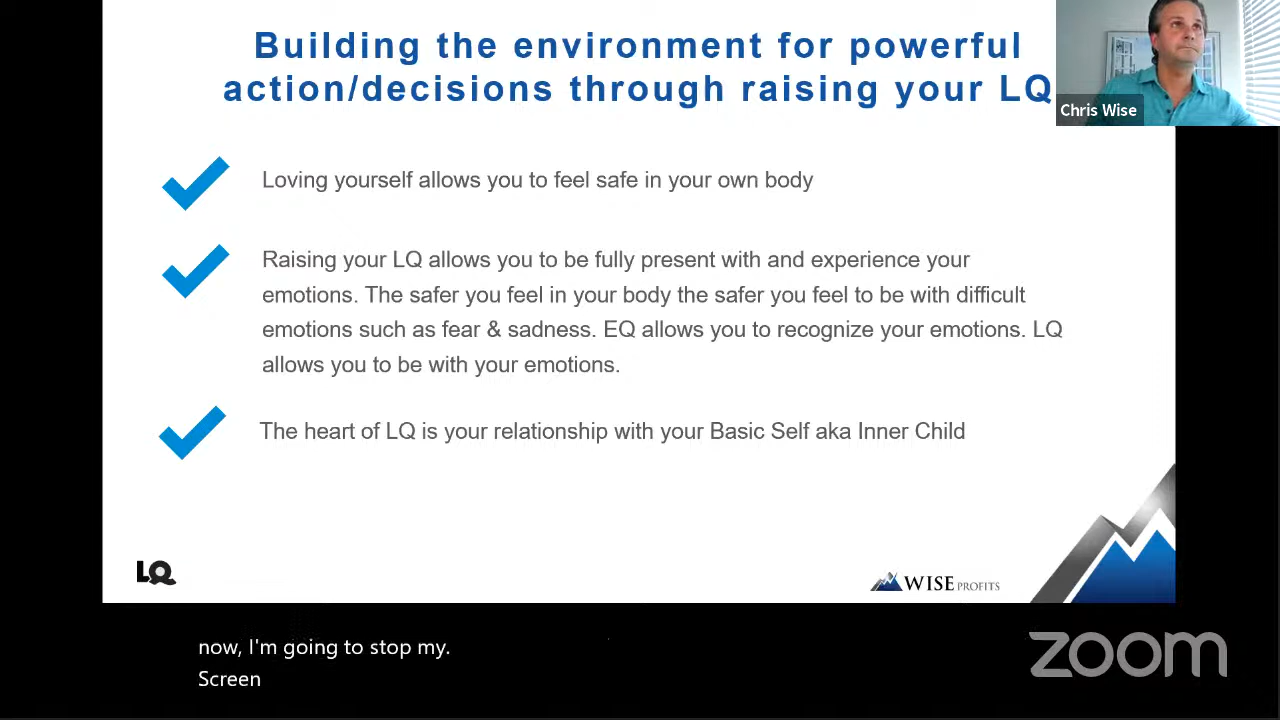 Building the environment for powerful
action/decisions through raising your LQ
Chris Wise
Loving yourself allows you to feel safe in your own body
Raising your LQ allows you to be fully present with and experience your
emotions. The safer you feel in your body the safer you feel to be with difficult
emotions such as fear & sadness. EQ allows you to recognize your emotions. LQ
allows you to be with your emotions.
The heart of LQ is your relationship with your Basic Self aka Inner Child
LQ
WISE PROFITS
now, I'm going to stop my.
Screen
zoom